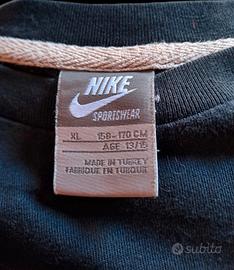 NIKE
SPORTSWEAR
XL 158-170 CM
AGE 13/15
MADE IN TURKEY
FABRIQUE EN TURQUIE
subito